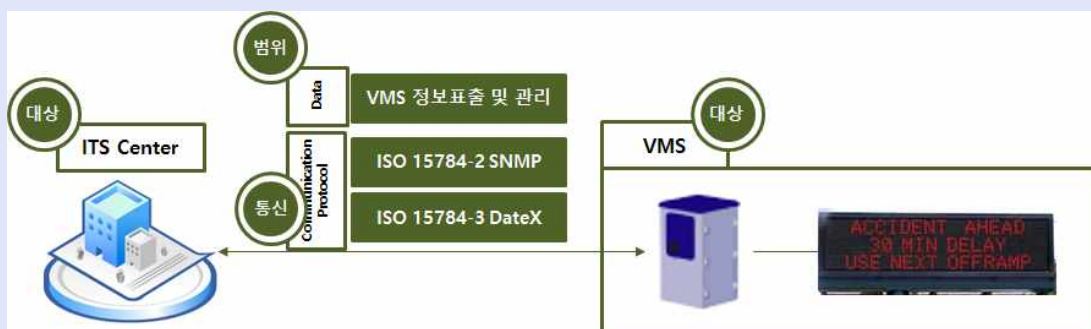 범위
Data
VMS 정보표출 및 관리
대상
ITS Center
Communication
Protocol
통신
ISO 15784-2 SNMP
ISO 15784-3 DateX
대상
VMS
ACCIDENT AHEAD
30 MIN DELAY
USE NEXT OFFRAMP